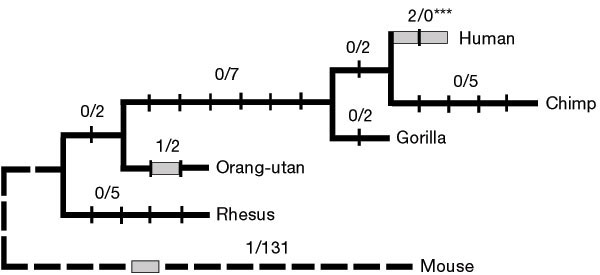 2/0***
Human
0/2
0/5
0/7
Chimp
0/2
0/2
Gorilla
1/2
Orang-utan
0/5
Rhesus
1/131
Mouse